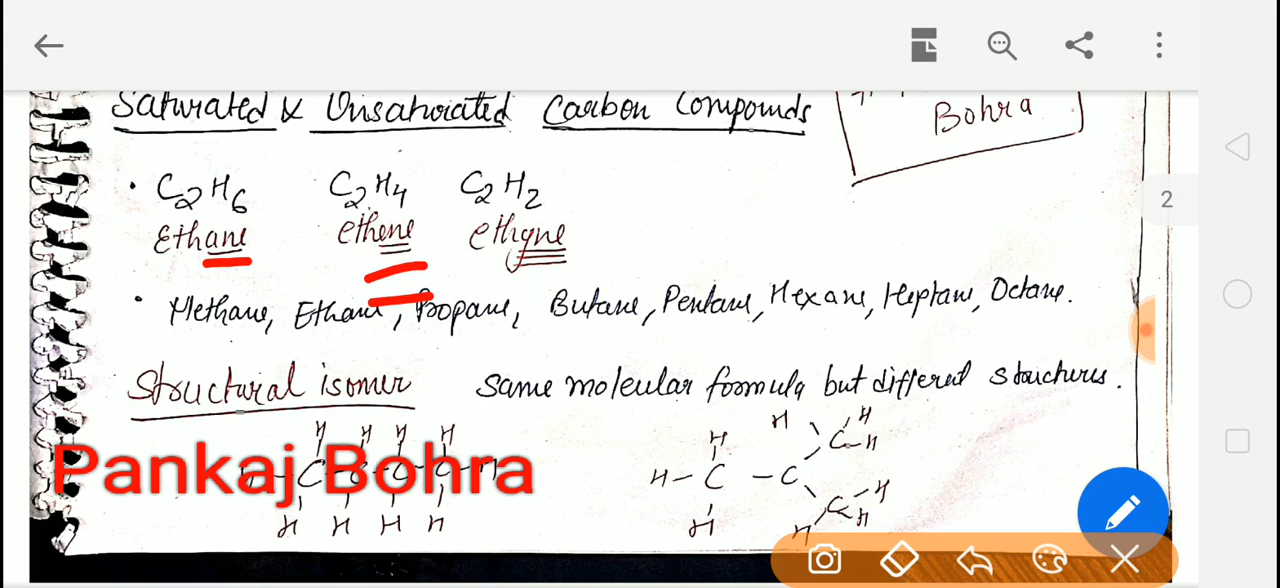 Saturated & Unsaturated Carbon Compounds
Bohra
2
• C2H6 C2H4 C2H2
Ethane ethene ethyne
• Methane, Ethane, Propane, Butane, Pentane, Hexane, Heptane, Octane.
Structural isomer Same molecular formula but different structures.
H H H H H H H
C H
H C C C C H H C C
C H
H
H H H H H H
Pankaj Bohra